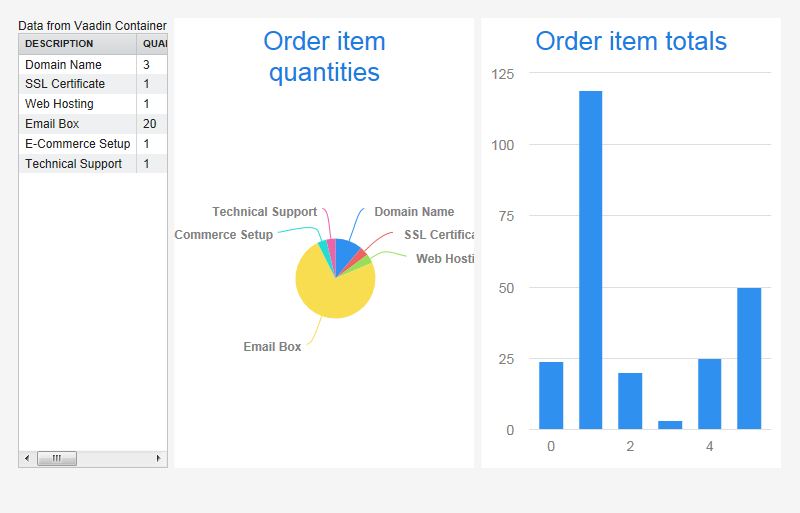 Data from Vaadin Container
DESCRIPTION QUA
Domain Name 3
SSL Certificate 1
Web Hosting 1
Email Box 20
E-Commerce Setup 1
Technical Support 1
Order item
quantities
Technical Support
Domain Name
Commerce Setup
SSL Certifica
Web Hosti
Email Box
Order item totals
125
100
75
50
25
0
0 2 4